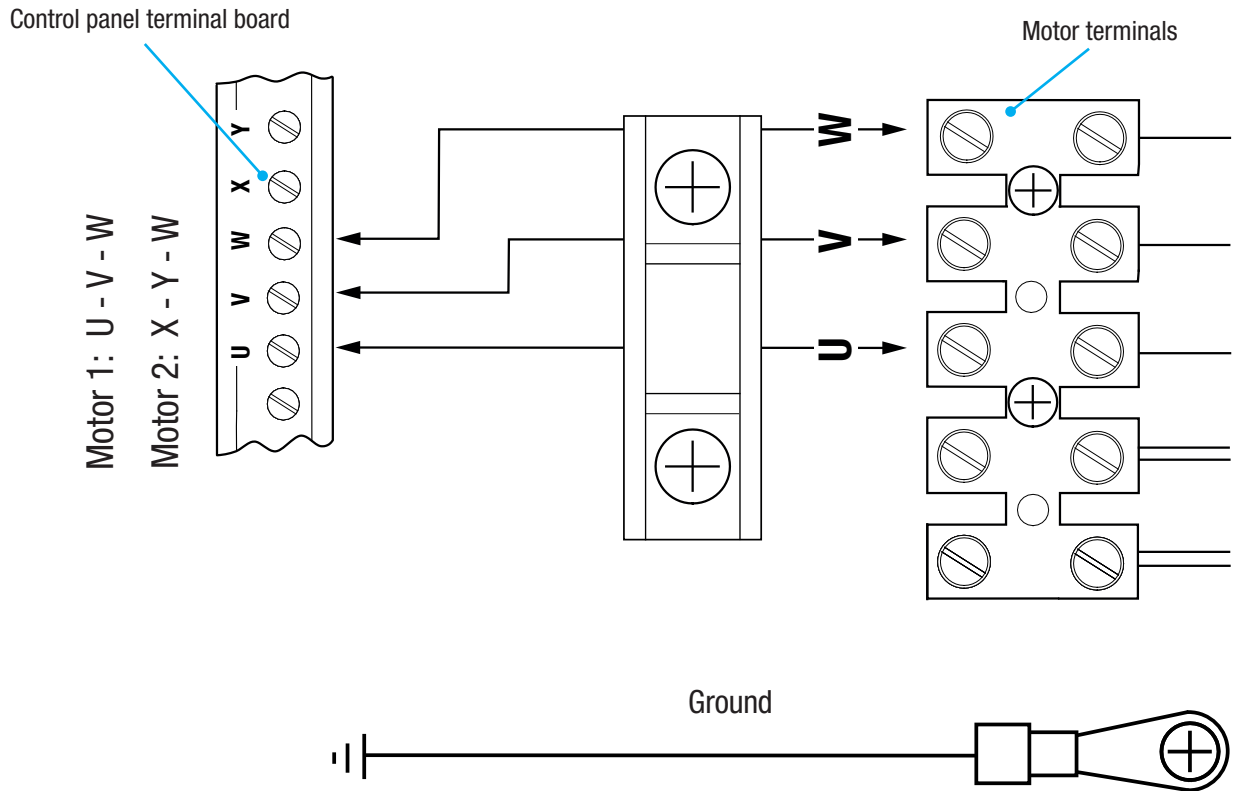 Control panel terminal board
Motor terminals
Y
X
W
V
U
Motor 1: U - V - W
Motor 2: X - Y - W
W
V
U
Ground